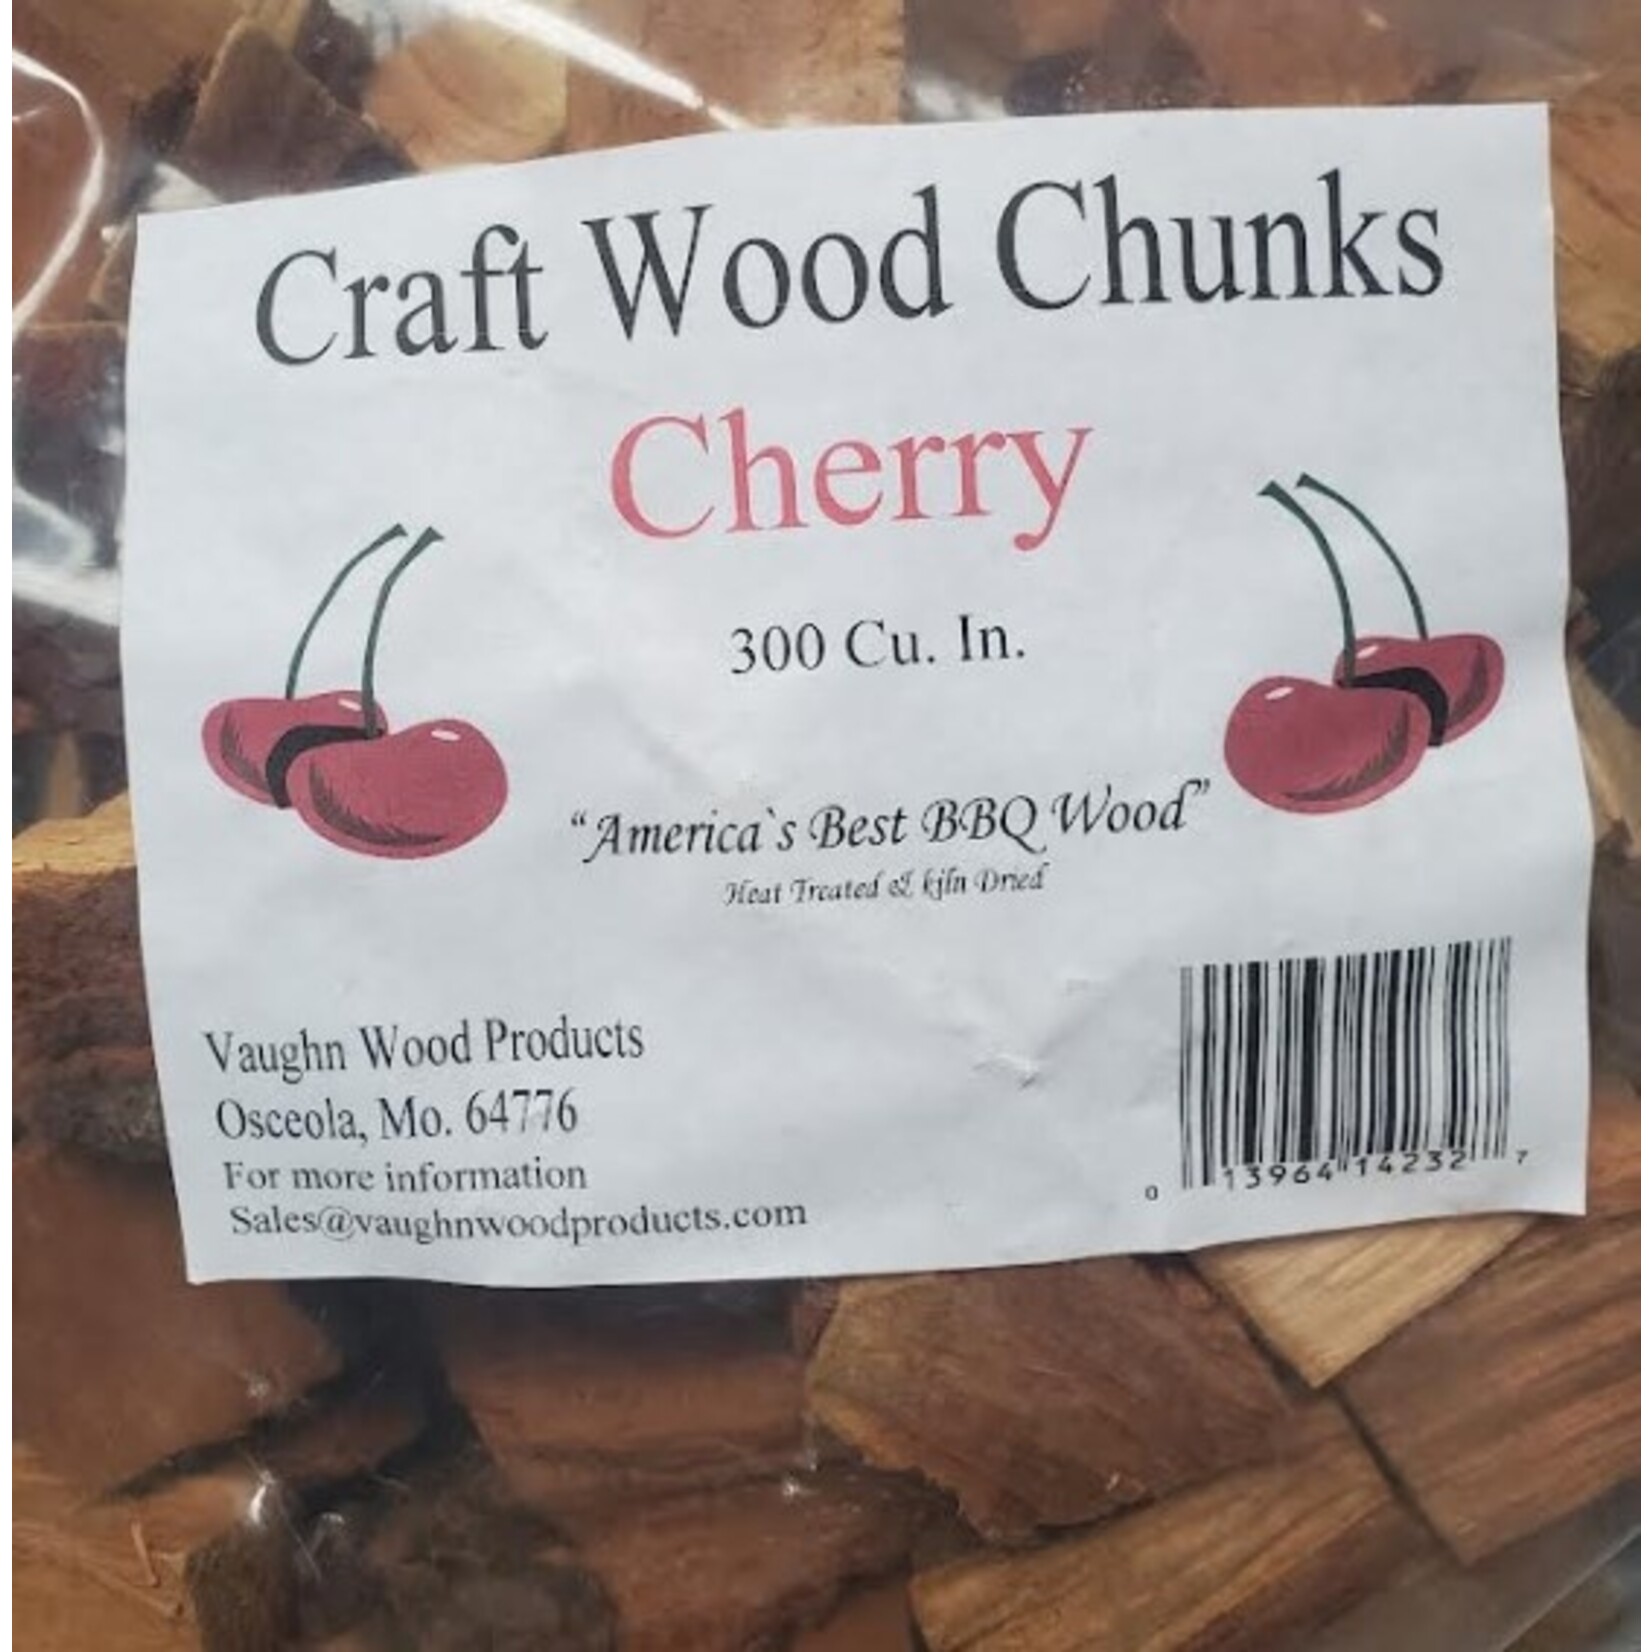 Craft Wood Chunks
Cherry
300 Cu. In.
“America`s Best BBQ Wood”
Heat Treated & kiln Dried
Vaughn Wood Products
Osceola, Mo. 64776
For more information
Sales@vaughnwoodproducts.com
0 13964 14232 7